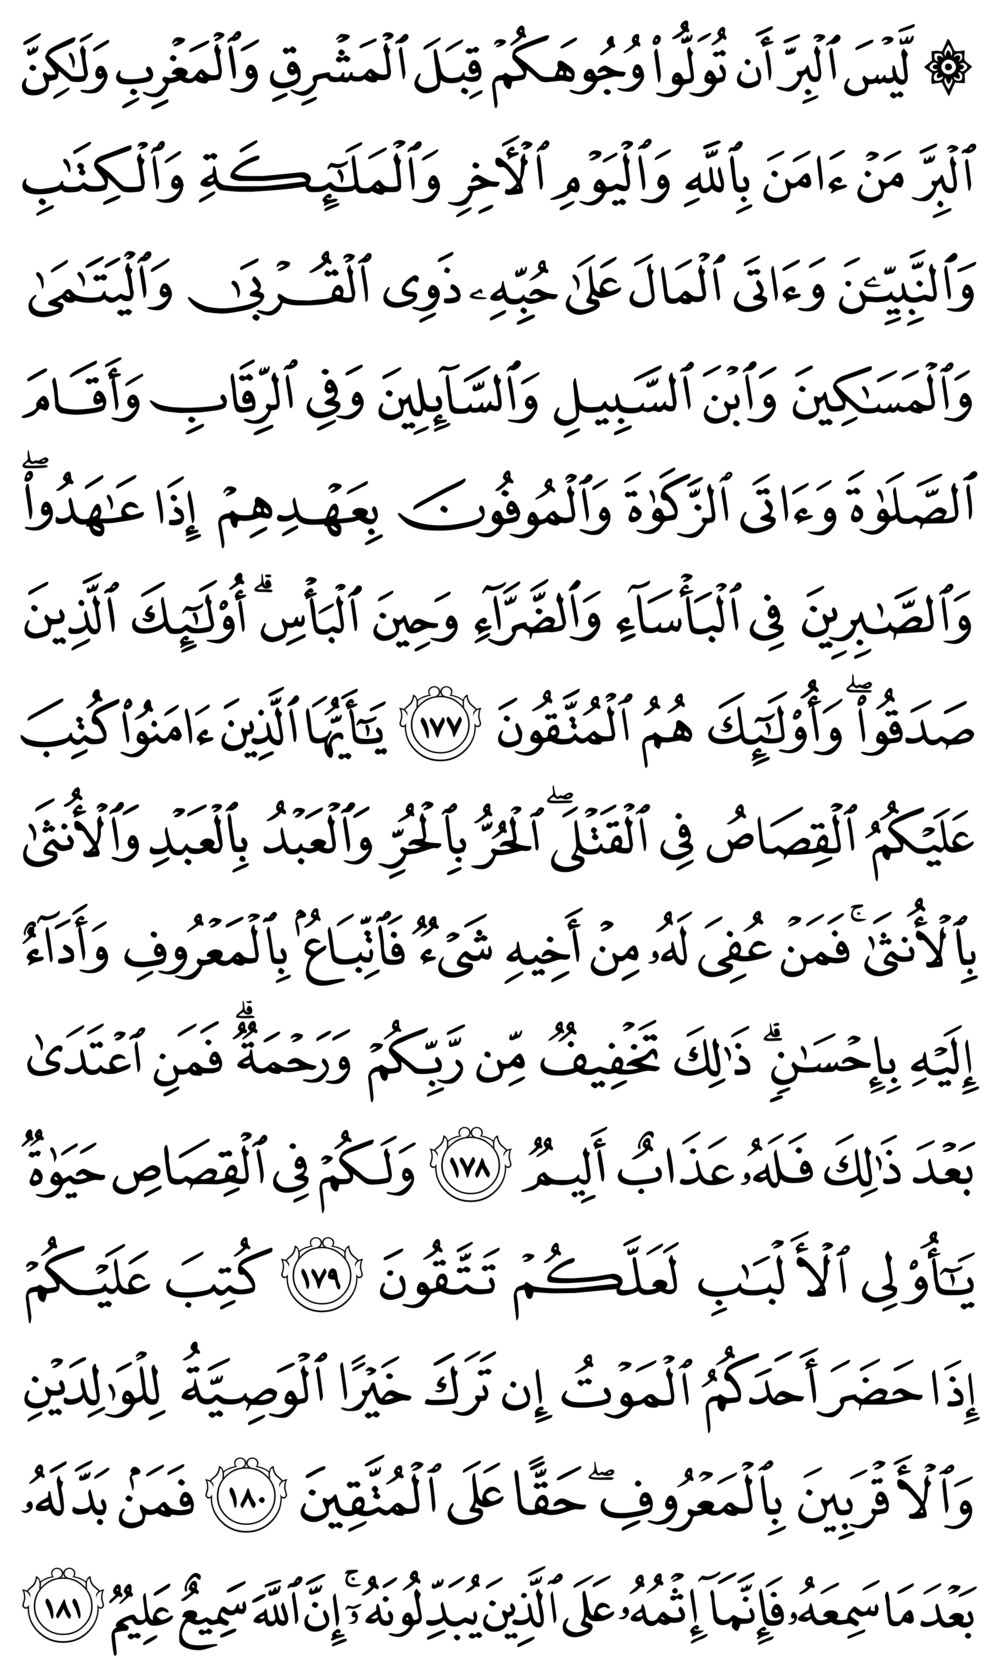 ۞ لَّيْسَ ٱلْبِرَّ أَن تُوَلُّوا۟ وُجُوهَكُمْ قِبَلَ ٱلْمَشْرِقِ وَٱلْمَغْرِبِ وَلَـٰكِنَّ
ٱلْبِرَّ مَنْ ءَامَنَ بِٱللَّهِ وَٱلْيَوْمِ ٱلْـَٔاخِرِ وَٱلْمَلَـٰٓئِكَةِ وَٱلْكِتَـٰبِ
وَٱلنَّبِيِّـۧنَ وَءَاتَى ٱلْمَالَ عَلَىٰ حُبِّهِۦ ذَوِى ٱلْقُرْبَىٰ وَٱلْيَتَـٰمَىٰ
وَٱلْمَسَـٰكِينَ وَٱبْنَ ٱلسَّبِيلِ وَٱلسَّآئِلِينَ وَفِى ٱلرِّقَابِ وَأَقَامَ
ٱلصَّلَوٰةَ وَءَاتَى ٱلزَّكَوٰةَ وَٱلْمُوفُونَ بِعَهْدِهِمْ إِذَا عَـٰهَدُوا۟ ۖ
وَٱلصَّـٰبِرِينَ فِى ٱلْبَأْسَآءِ وَٱلضَّرَّآءِ وَحِينَ ٱلْبَأْسِ ۗ أُو۟لَـٰٓئِكَ ٱلَّذِينَ
صَدَقُوا۟ ۖ وَأُو۟لَـٰٓئِكَ هُمُ ٱلْمُتَّقُونَ ١٧٧ يَـٰٓأَيُّهَا ٱلَّذِينَ ءَامَنُوا۟ كُتِبَ
عَلَيْكُمُ ٱلْقِصَاصُ فِى ٱلْقَتْلَى ۖ ٱلْحُرُّ بِٱلْحُرِّ وَٱلْعَبْدُ بِٱلْعَبْدِ وَٱلْأُنثَىٰ
بِٱلْأُنثَىٰ ۚ فَمَنْ عُفِىَ لَهُۥ مِنْ أَخِيهِ شَىْءٌ فَٱتِّبَاعٌۢ بِٱلْمَعْرُوفِ وَأَدَآءٌ
إِلَيْهِ بِإِحْسَـٰنٍ ۗ ذَٰلِكَ تَخْفِيفٌ مِّن رَّبِّكُمْ وَرَحْمَةٌ ۗ فَمَنِ ٱعْتَدَىٰ
بَعْدَ ذَٰلِكَ فَلَهُۥ عَذَابٌ أَلِيمٌ ١٧٨ وَلَكُمْ فِى ٱلْقِصَاصِ حَيَوٰةٌ
يَـٰٓأُو۟لِى ٱلْأَلْبَـٰبِ لَعَلَّكُمْ تَتَّقُونَ ١٧٩ كُتِبَ عَلَيْكُمْ
إِذَا حَضَرَ أَحَدَكُمُ ٱلْمَوْتُ إِن تَرَكَ خَيْرًا ٱلْوَصِيَّةُ لِلْوَٰلِدَيْنِ
وَٱلْأَقْرَبِينَ بِٱلْمَعْرُوفِ ۖ حَقًّا عَلَى ٱلْمُتَّقِينَ ١٨٠ فَمَنۢ بَدَّلَهُۥ
بَعْدَ مَا سَمِعَهُۥ فَإِنَّمَآ إِثْمُهُۥ عَلَى ٱلَّذِينَ يُبَدِّلُونَهُۥٓ ۚ إِنَّ ٱللَّهَ سَمِيعٌ عَلِيمٌ ١٨١